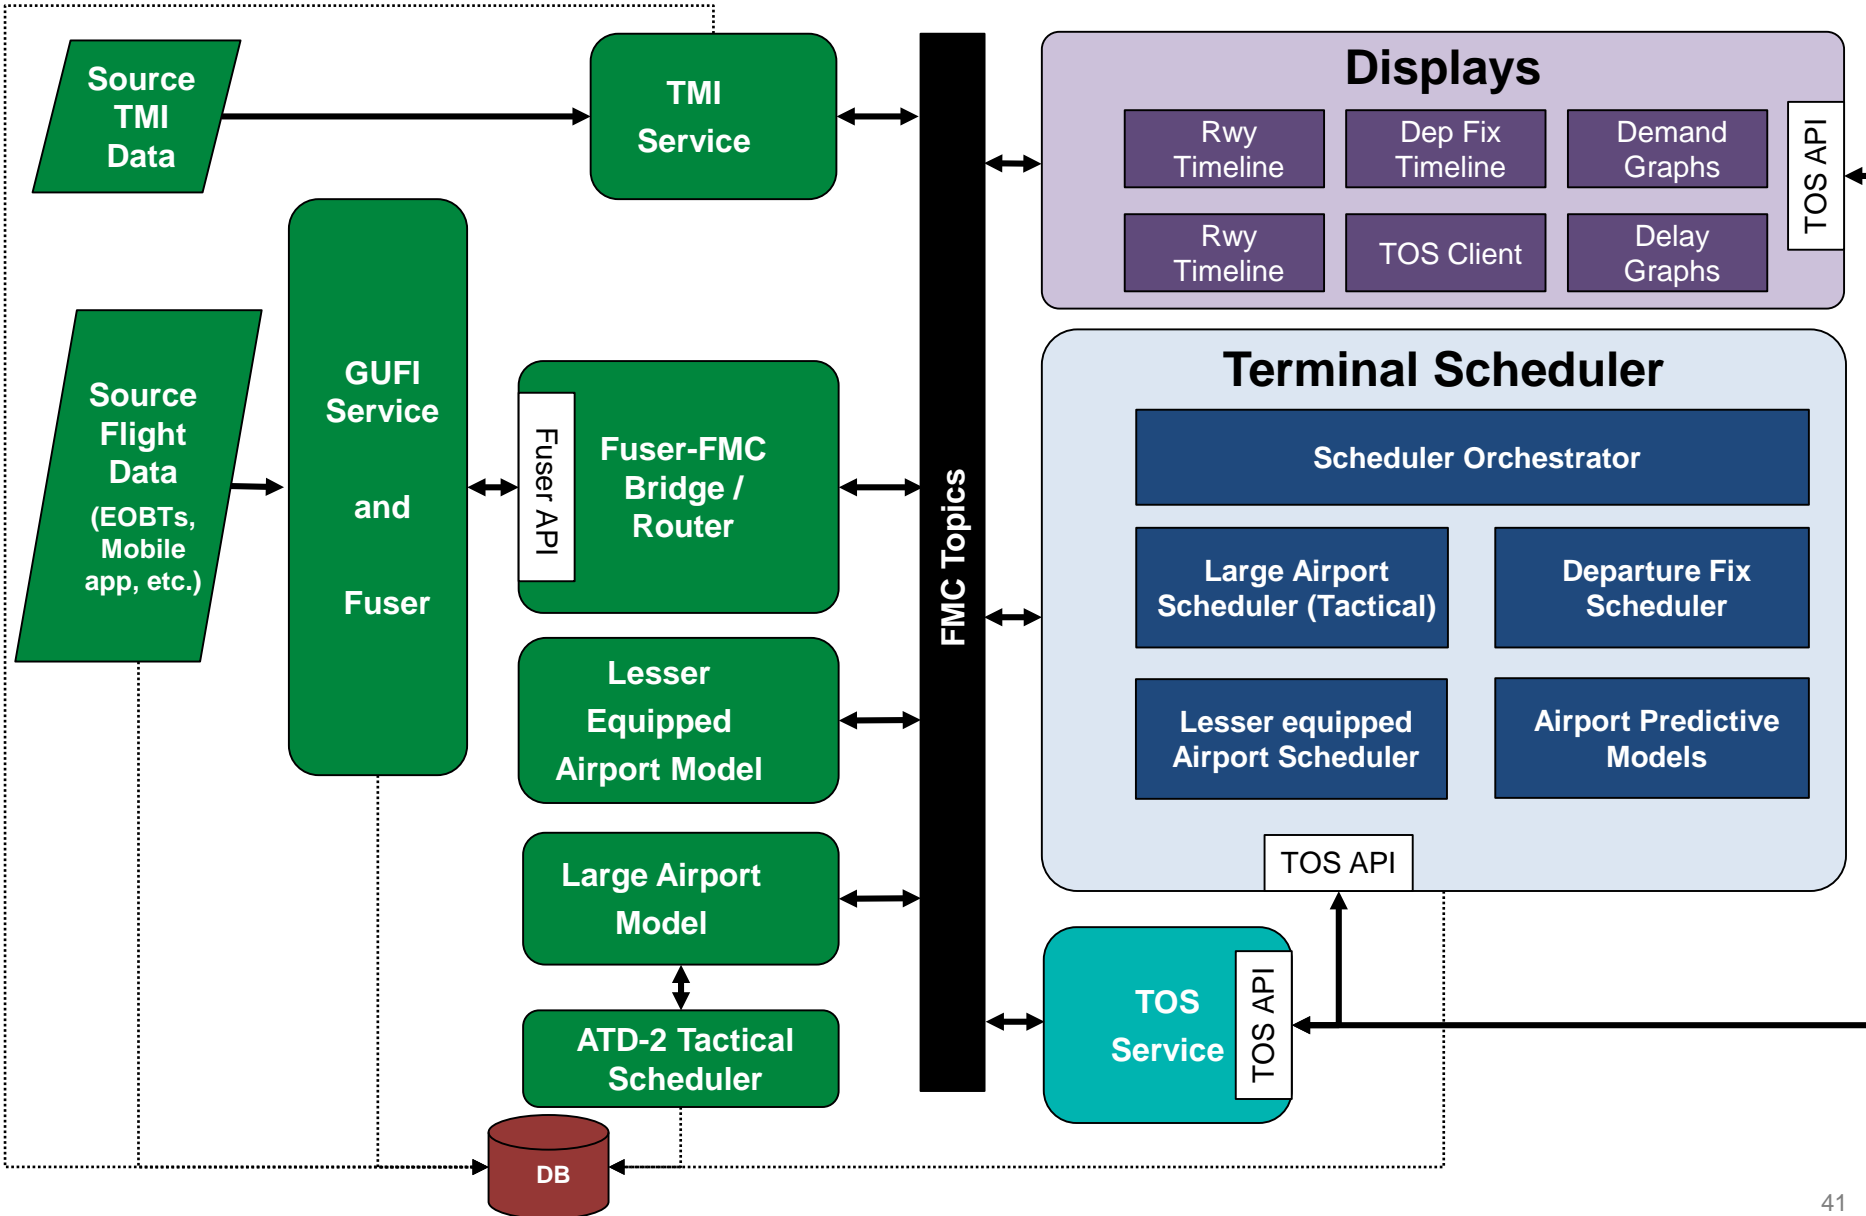 Source
TMI
Data
TMI
Service
Source
Flight
Data
(EOBTs,
Mobile
app, etc.)
GUFI
Service
and
Fuser
Fuser API
Fuser-FMC
Bridge /
Router
Lesser
Equipped
Airport Model
Large Airport
Model
ATD-2 Tactical
Scheduler
DB
FMC Topics
Displays
Rwy
Timeline
Dep Fix
Timeline
Demand
Graphs
Rwy
Timeline
TOS Client
Delay
Graphs
TOS API
Terminal Scheduler
Scheduler Orchestrator
Large Airport
Scheduler (Tactical)
Departure Fix
Scheduler
Lesser equipped
Airport Scheduler
Airport Predictive
Models
TOS API
TOS
Service
TOS API
41